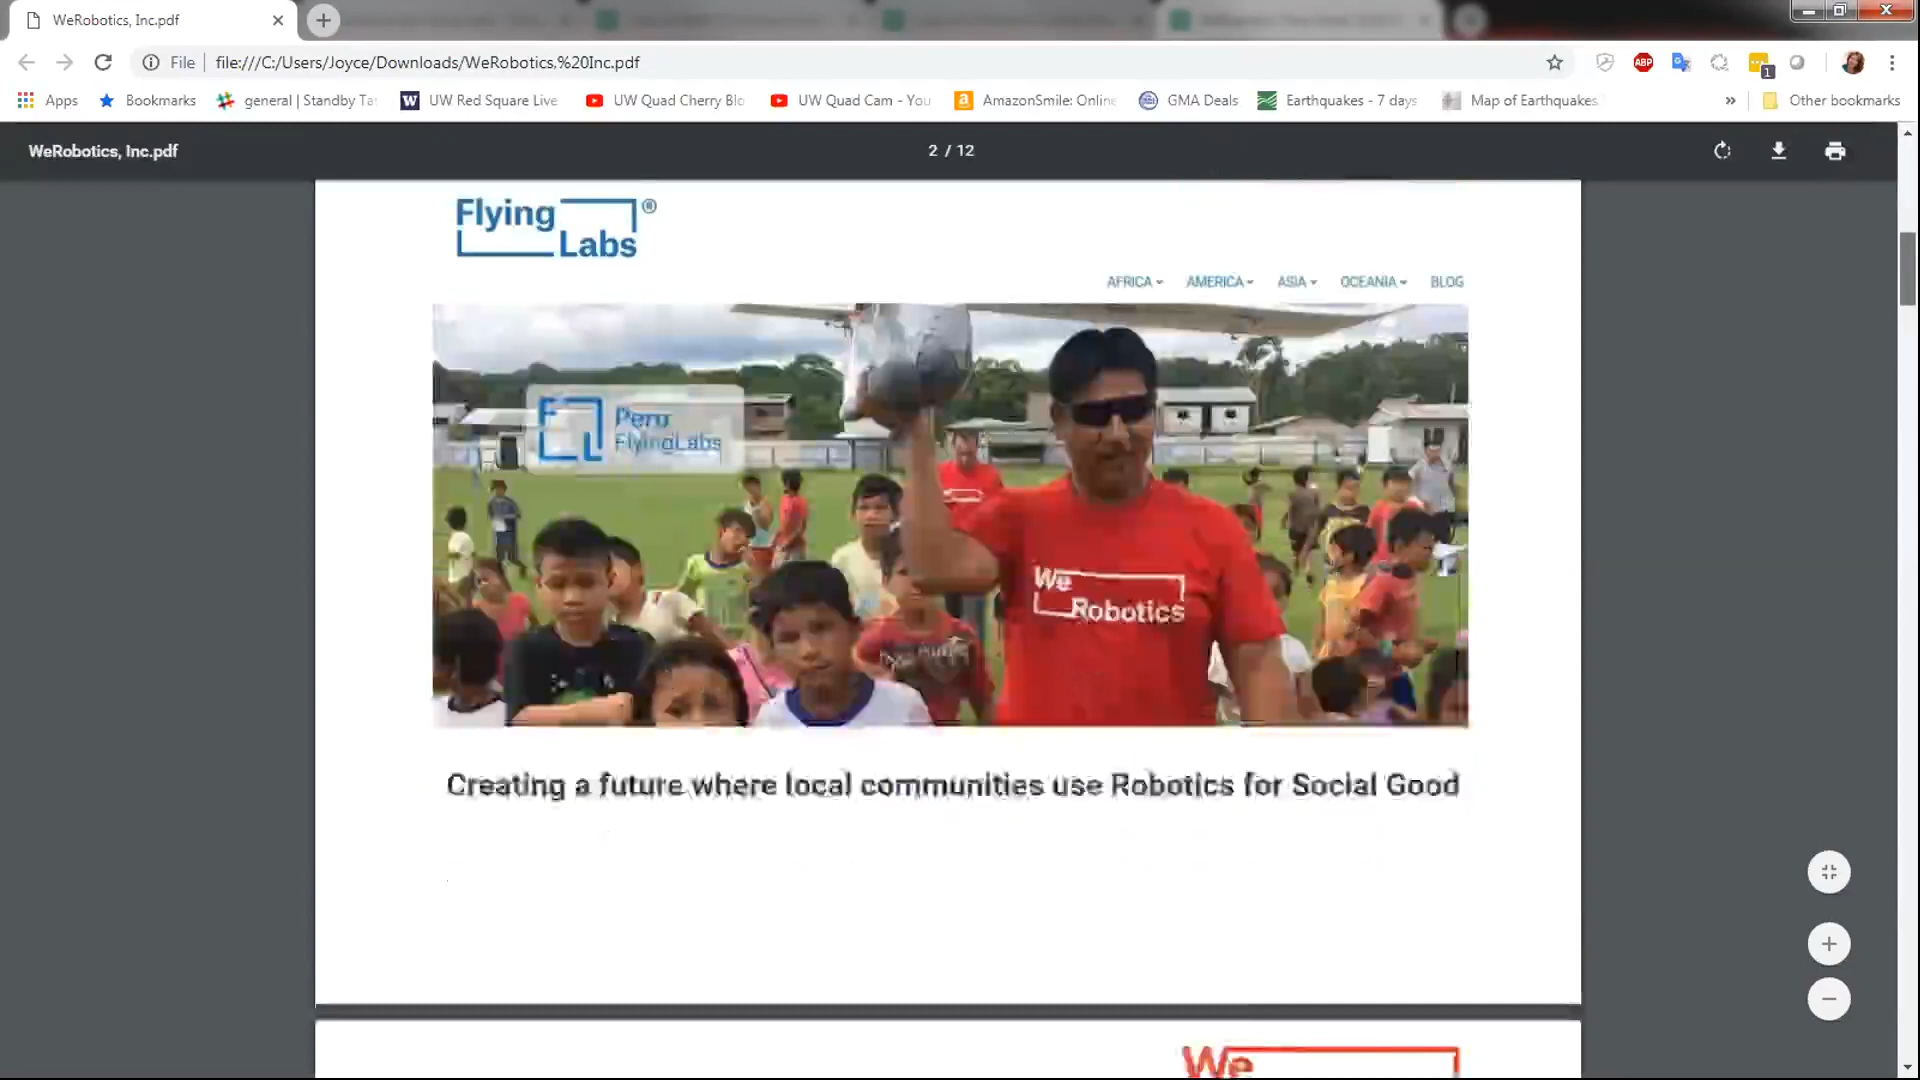 WeRobotics, Inc.pdf
File file:///C:/Users/Joyce/Downloads/WeRobotics,%20Inc.pdf
ABP
1
Apps Bookmarks general | Standby Ta UW Red Square Live UW Quad Cherry Blo UW Quad Cam - You AmazonSmile: Online GMA Deals Earthquakes - 7 days Map of Earthquakes » Other bookmarks
WeRobotics, Inc.pdf 2 / 12
Flying ®
Labs
AFRICA AMERICA ASIA OCEANIA BLOG
Peru
FlyingLabs
We
Robotics
Creating a future where local communities use Robotics for Social Good
We